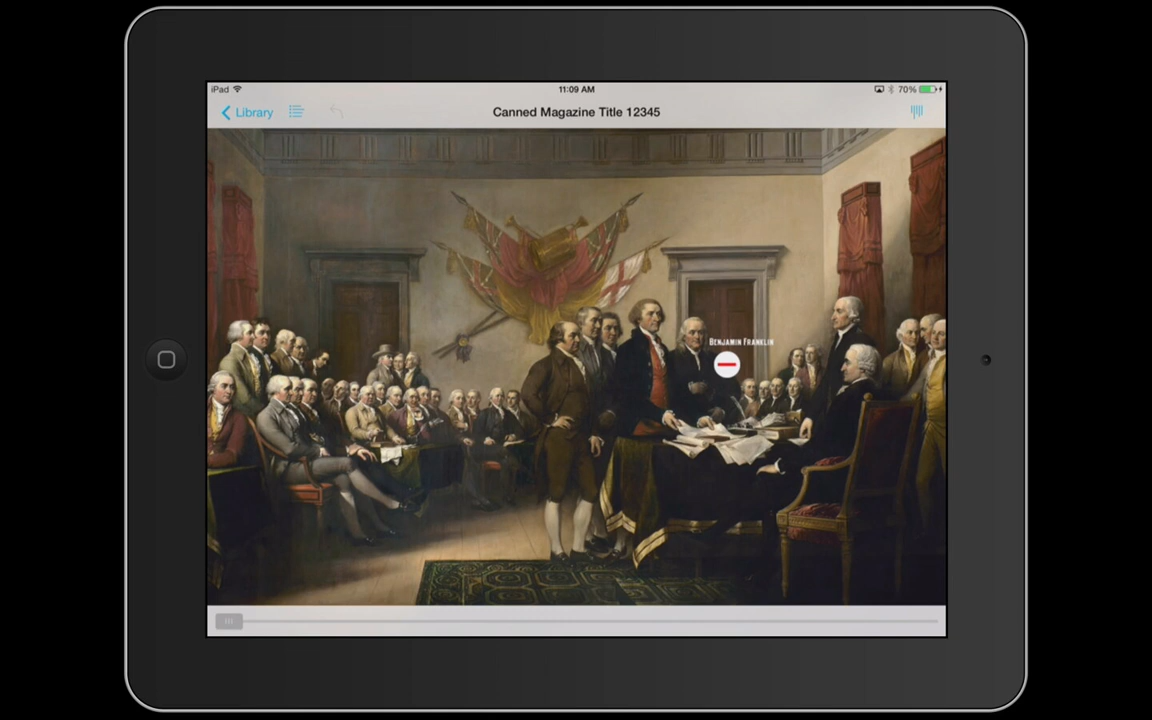 iPad
11:09 AM
70%
Library
Canned Magazine Title 12345
BENJAMIN FRANKLIN